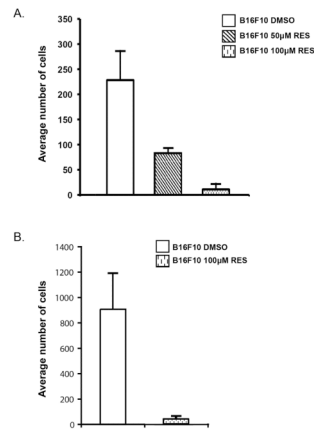 A.
B16F10 DMSO
B16F10 50µM RES
B16F10 100µM RES
Average number of cells
350
300
250
200
150
100
50
0
B.
B16F10 DMSO
B16F10 100µM RES
Average number of cells
1400
1200
1000
800
600
400
200
0